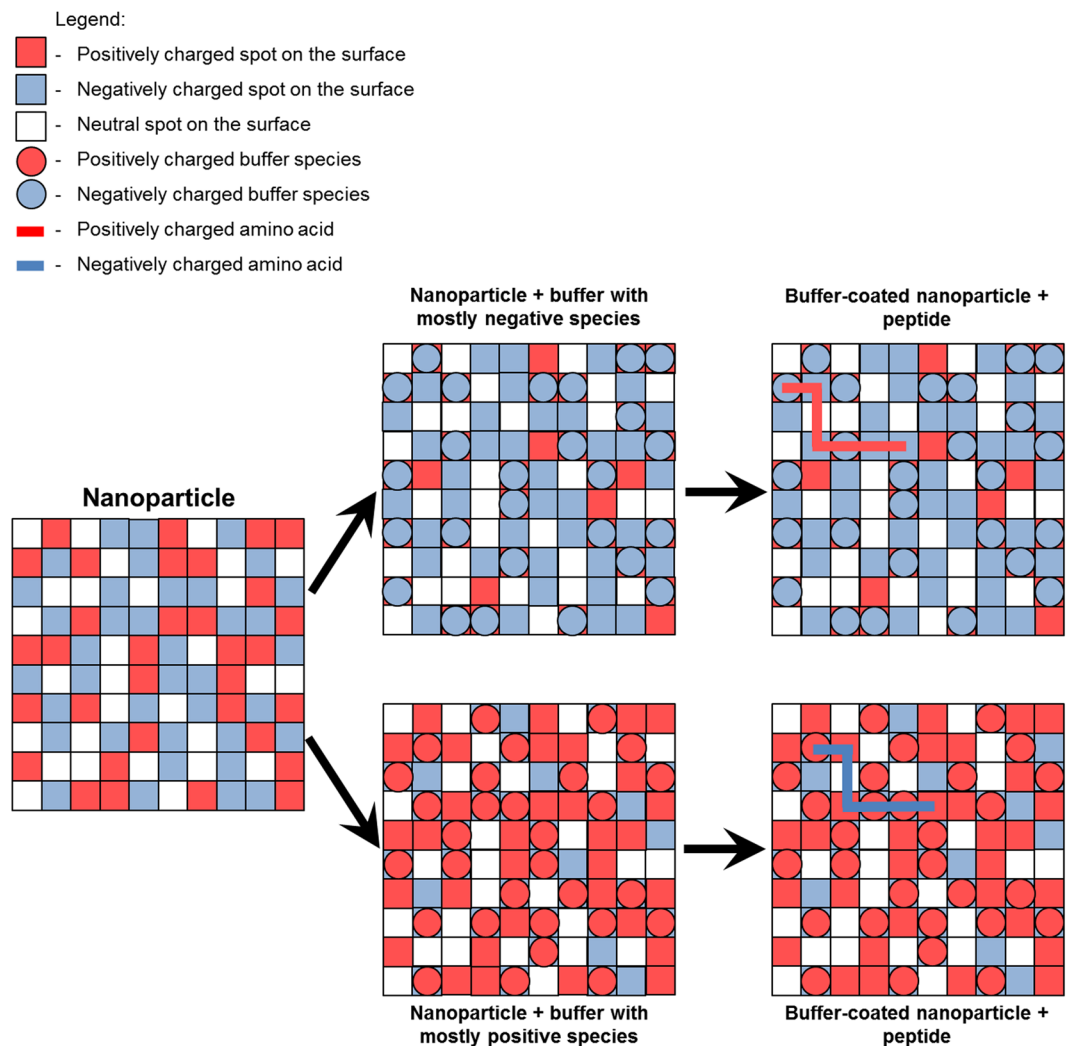 Legend:
- Positively charged spot on the surface
- Negatively charged spot on the surface
- Neutral spot on the surface
- Positively charged buffer species
- Negatively charged buffer species
- Positively charged amino acid
- Negatively charged amino acid
Nanoparticle + buffer with
mostly negative species
Buffer-coated nanoparticle +
peptide
Nanoparticle
Nanoparticle + buffer with
mostly positive species
Buffer-coated nanoparticle +
peptide